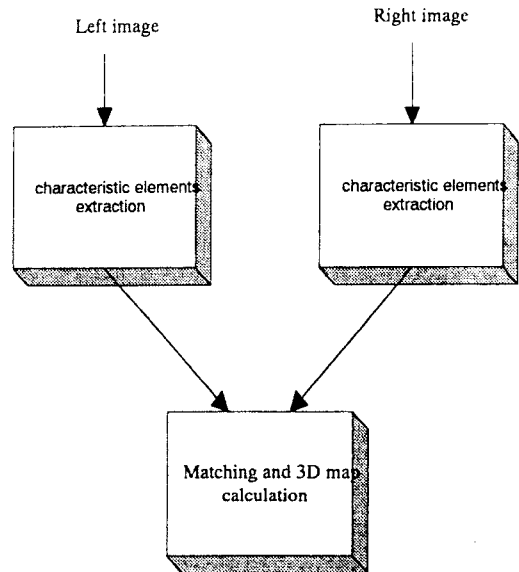 Left image
Right image
characteristic elements
extraction
characteristic elements
extraction
Matching and 3D map
calculation